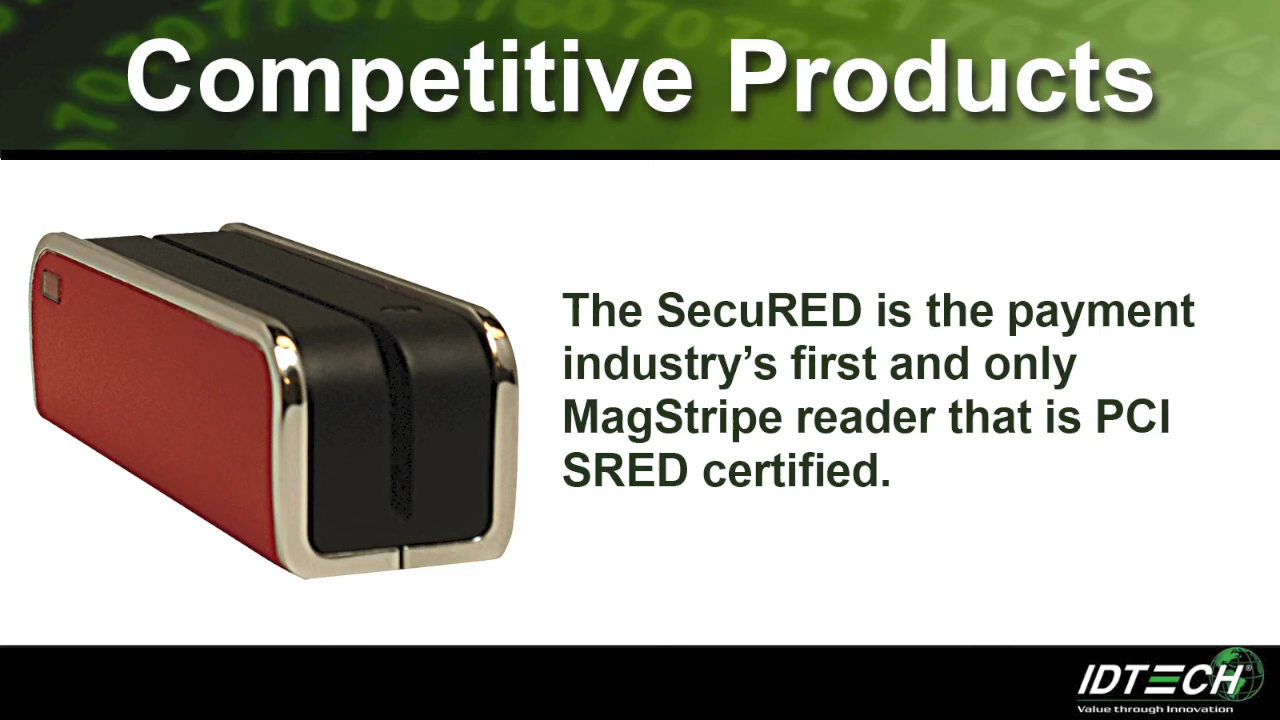 Competitive Products
The SecuRED is the payment
industry’s first and only
MagStripe reader that is PCI
SRED certified.
IDTECH®
Value through Innovation